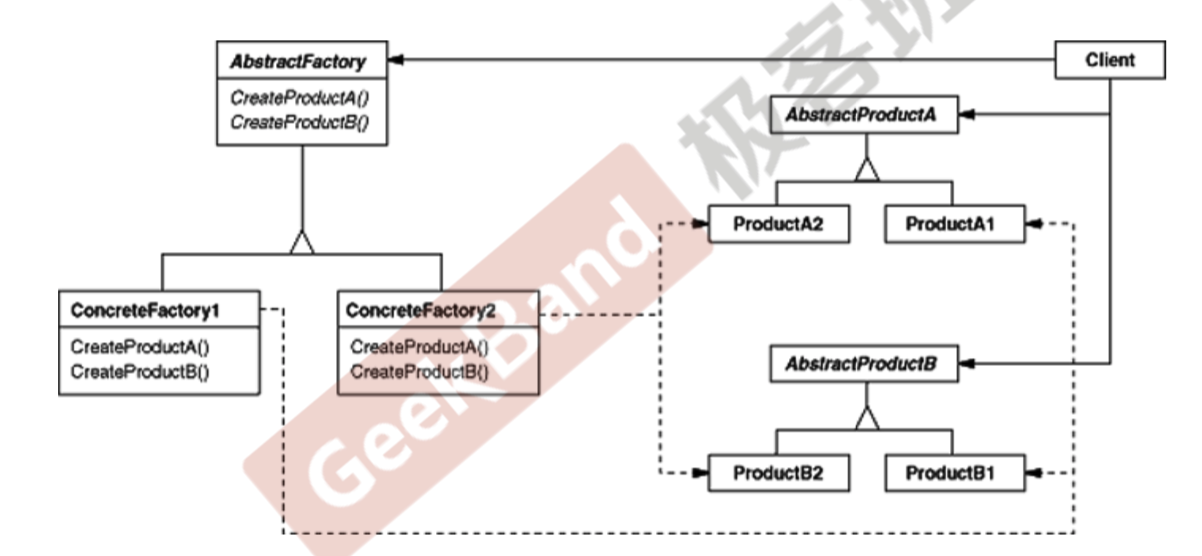 AbstractFactory
CreateProductA()
CreateProductB()
Client
AbstractProductA
ProductA2
ProductA1
ConcreteFactory1
CreateProductA()
CreateProductB()
ConcreteFactory2
CreateProductA()
CreateProductB()
AbstractProductB
ProductB2
ProductB1
GeekBand
极客班